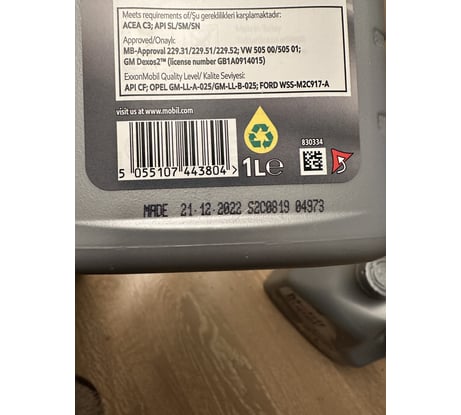 Meets requirements of/Şu gereklilikleri karşılamaktadır:
ACEA C3; API SL/SM/SN
Approved/Onaylı:
MB-Approval 229.31/229.51/229.52; VW 505 00/505 01;
GM Dexos2™ (license number GB1A0914015)
ExxonMobil Quality Level/ Kalite Seviyesi:
API CF; OPEL GM-LL-A-025/GM-LL-B-025; FORD WSS-M2C917-A
visit us at www.mobil.com
830334
5 055107 443804 >
1L℮
MADE 21-12-2022 S2C0819 04973